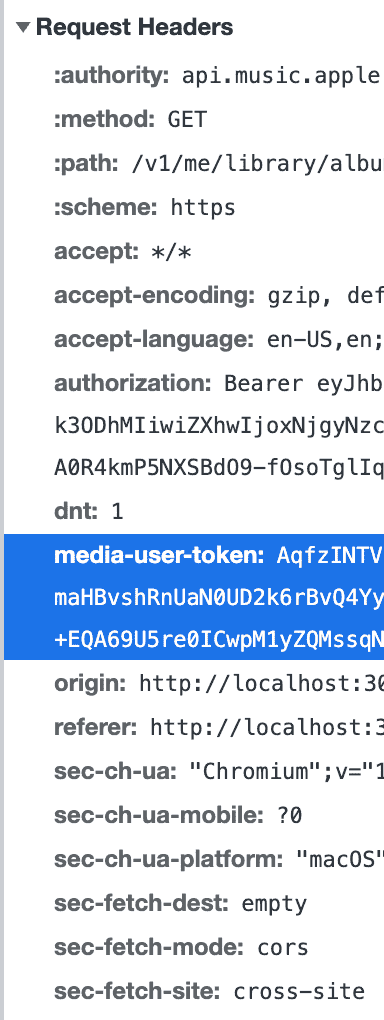 Request Headers
:authority: api.music.apple
:method: GET
:path: /v1/me/library/albu
:scheme: https
accept: */*
accept-encoding: gzip, def
accept-language: en-US,en;
authorization: Bearer eyJhb
k3ODhMIiwiZXhwIjoxNjgyNzc
A0R4kmP5NXSBdO9-fOsoTglIq
dnt: 1
media-user-token: AqfzINTV
maHBvshRnUaN0UD2k6rBvQ4Yy
+EQA69U5re0ICwpM1yZQMssqN
origin: http://localhost:30
referer: http://localhost:3
sec-ch-ua: "Chromium";v="1
sec-ch-ua-mobile: ?0
sec-ch-ua-platform: "macOS"
sec-fetch-dest: empty
sec-fetch-mode: cors
sec-fetch-site: cross-site